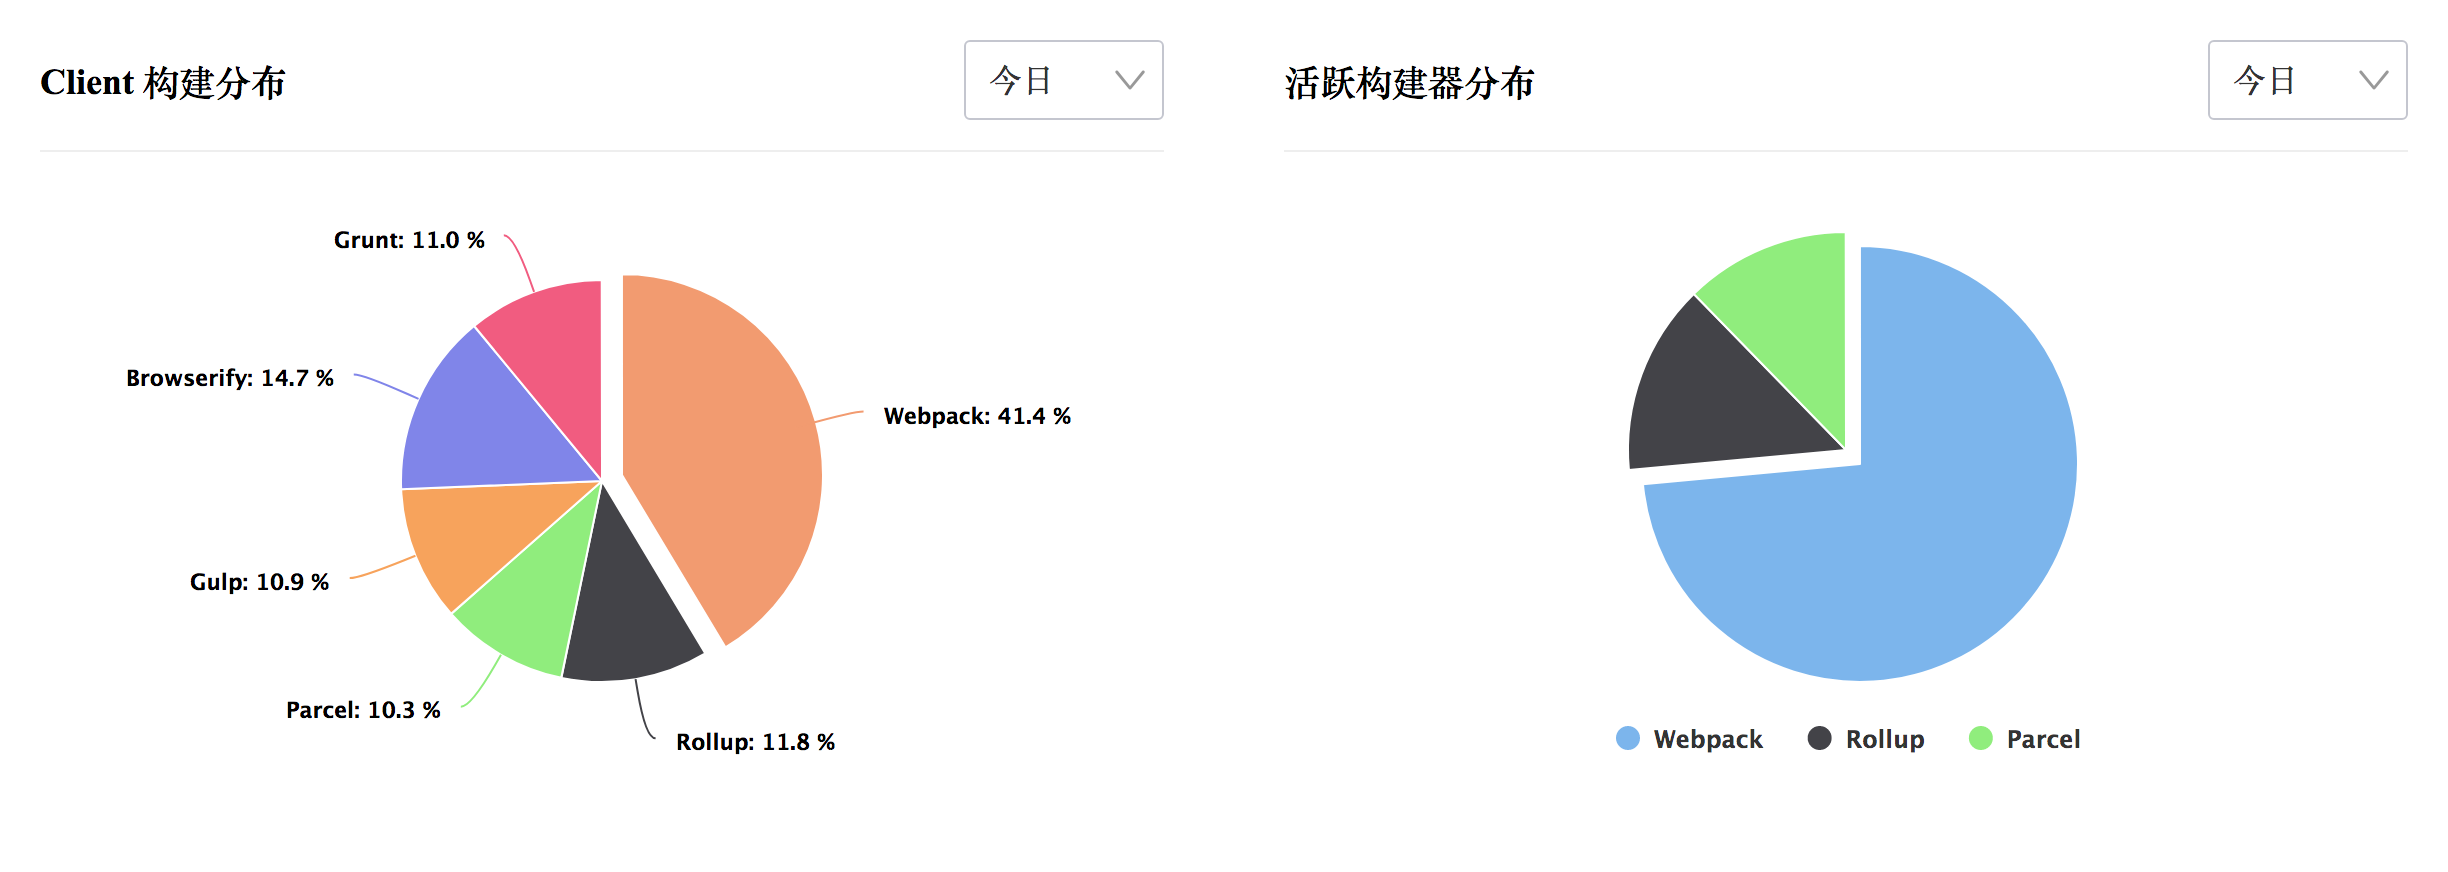 Client 构建分布
今日
Grunt: 11.0 %
Browserify: 14.7 %
Webpack: 41.4 %
Gulp: 10.9 %
Parcel: 10.3 %
Rollup: 11.8 %
活跃构建器分布
今日
Webpack
Rollup
Parcel